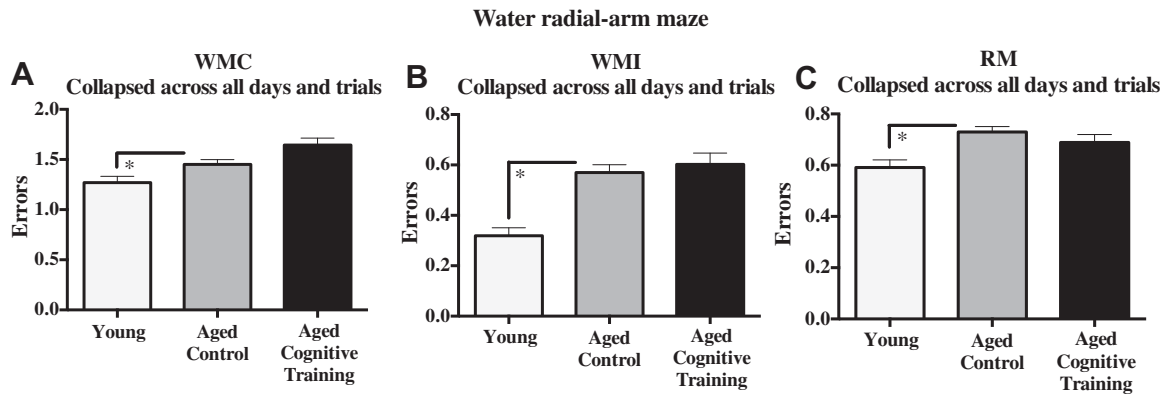 Water radial-arm maze
A
WMC
Collapsed across all days and trials
Errors
2.0
1.5
1.0
0.5
0.0
*
Young
Aged
Control
Aged
Cognitive
Training
B
WMI
Collapsed across all days and trials
Errors
0.8
0.6
0.4
0.2
0.0
*
Young
Aged
Control
Aged
Cognitive
Training
C
RM
Collapsed across all days and trials
Errors
0.8
0.6
0.4
0.2
0.0
*
Young
Aged
Control
Aged
Cognitive
Training